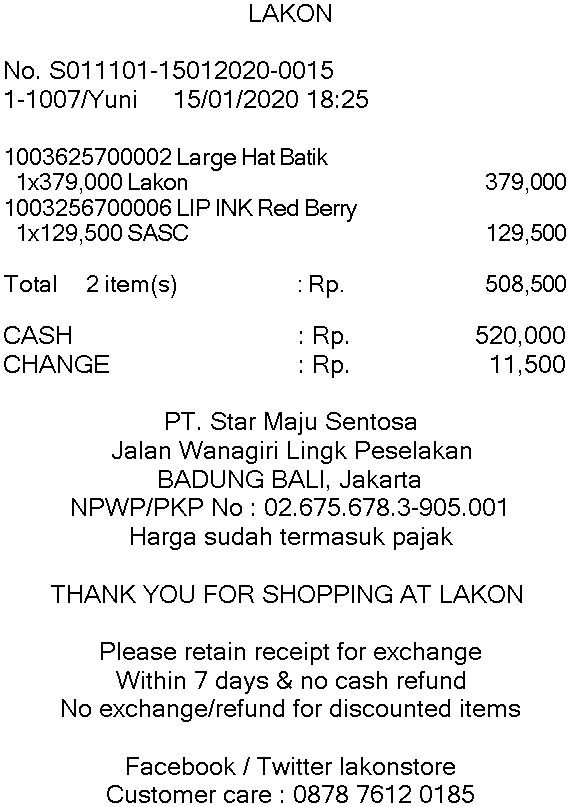 LAKON
No. S011101-15012020-0015
1-1007/Yuni 15/01/2020 18:25
1003625700002 Large Hat Batik
1x379,000 Lakon 379,000
1003256700006 LIP INK Red Berry
1x129,500 SASC 129,500
Total 2 item(s) : Rp. 508,500
CASH : Rp. 520,000
CHANGE : Rp. 11,500
PT. Star Maju Sentosa
Jalan Wanagiri Lingk Peselakan
BADUNG BALI, Jakarta
NPWP/PKP No : 02.675.678.3-905.001
Harga sudah termasuk pajak
THANK YOU FOR SHOPPING AT LAKON
Please retain receipt for exchange
Within 7 days & no cash refund
No exchange/refund for discounted items
Facebook / Twitter lakonstore
Customer care : 0878 7612 0185